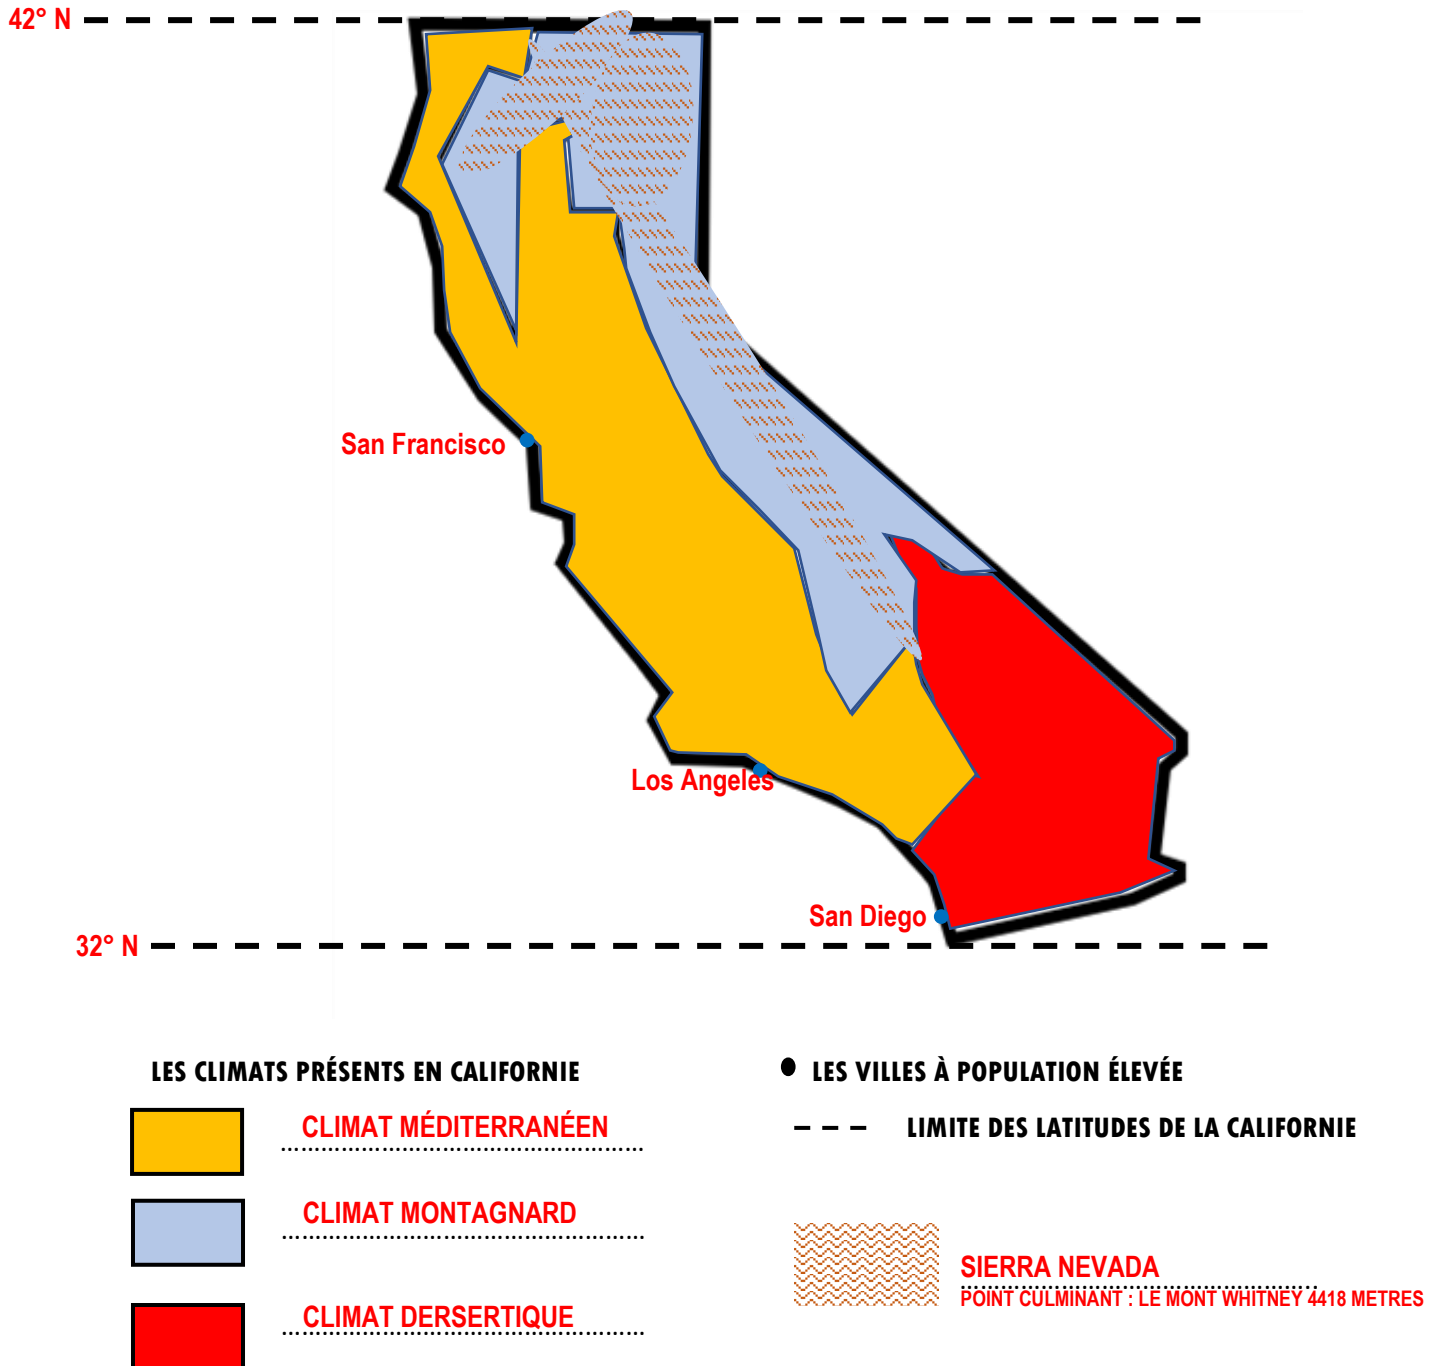 42° N
San Francisco
Los Angeles
San Diego
32° N
LES CLIMATS PRÉSENTS EN CALIFORNIE
CLIMAT MÉDITERRANÉEN
CLIMAT MONTAGNARD
CLIMAT DERSERTIQUE
LES VILLES À POPULATION ÉLEVÉE
LIMITE DES LATITUDES DE LA CALIFORNIE
SIERRA NEVADA
POINT CULMINANT : LE MONT WHITNEY 4418 METRES